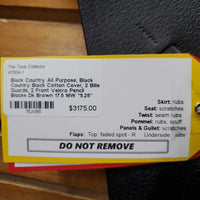 The Tack Collector
Black Country All Purpose, Black
Country Black Cotton Cover, 2 Billet
Guards, 2 Front Velcro Pencil
Blocks Dk Brown 17.5 MW *5.25"
$3175.00
Skirt: rubs
Seat: scratches
Twist: seam rubs
Pommel: rubs, scuff
Panels & Gullet: scratches
Flaps: Top faded spot - R Underside rubs
DO NOT REMOVE